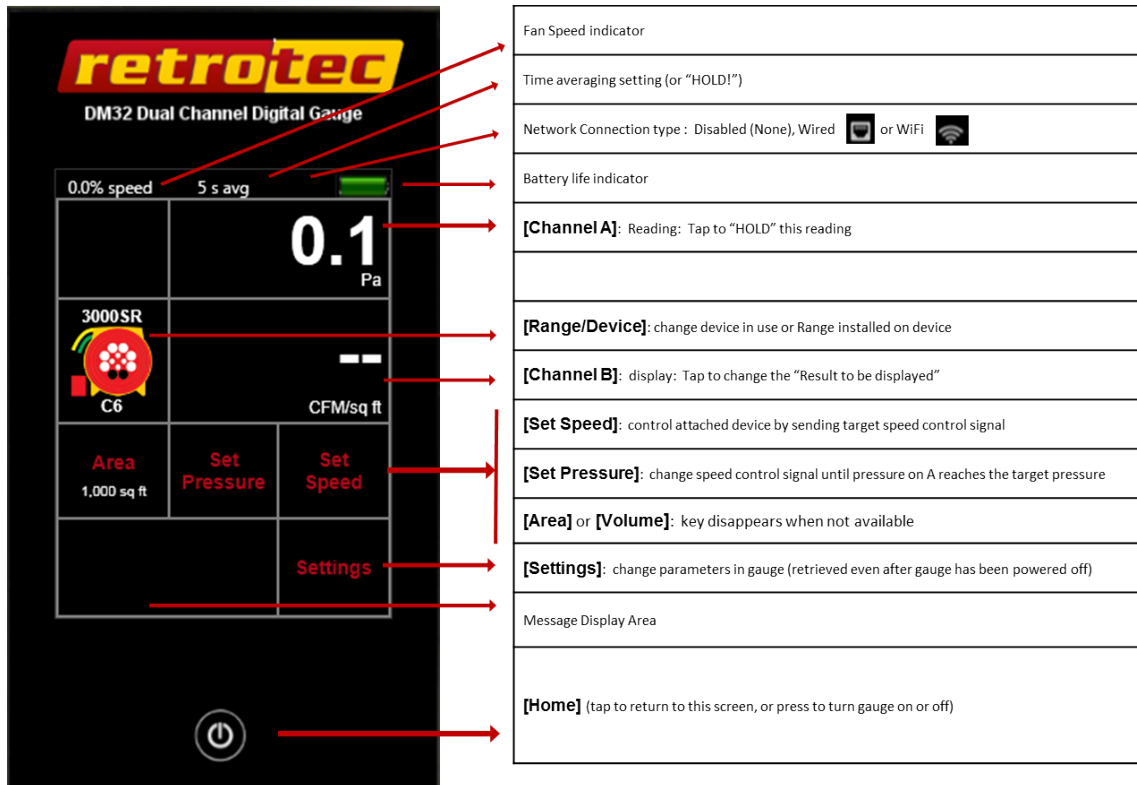 retrotec
DM32 Dual Channel Digital Gauge
0.0% speed
5 s avg
0.1
Pa
3000SR
C6
--
CFM/sq ft
Area
1,000 sq ft
Set
Pressure
Set
Speed
Settings
Fan Speed indicator
Time averaging setting (or “HOLD!”)
Network Connection type : Disabled (None), Wired or WiFi
Battery life indicator
[Channel A]: Reading: Tap to “HOLD” this reading
[Range/Device]: change device in use or Range installed on device
[Channel B]: display: Tap to change the “Result to be displayed”
[Set Speed]: control attached device by sending target speed control signal
[Set Pressure]: change speed control signal until pressure on A reaches the target pressure
[Area] or [Volume]: key disappears when not available
[Settings]: change parameters in gauge (retrieved even after gauge has been powered off)
Message Display Area
[Home] (tap to return to this screen, or press to turn gauge on or off)